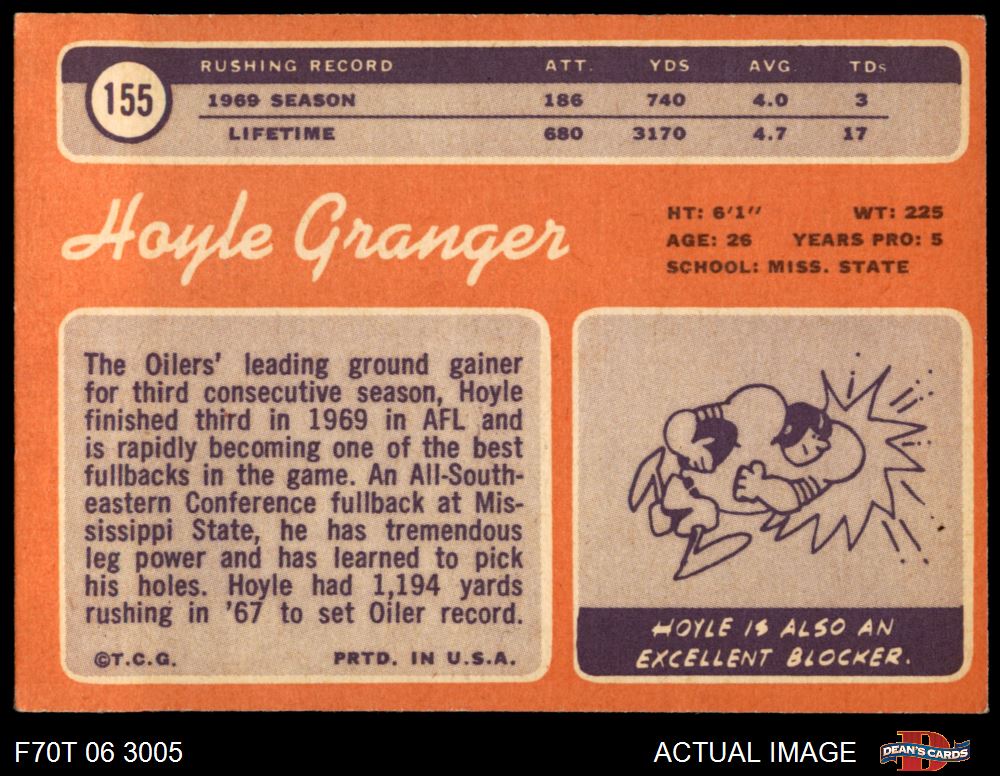 155
RUSHING RECORD ATT. YDS AVG. TDs
1969 SEASON 186 740 4.0 3
LIFETIME 680 3170 4.7 17
Hoyle Granger
HT: 6'1" WT: 225
AGE: 26 YEARS PRO: 5
SCHOOL: MISS. STATE
The Oilers' leading ground gainer
for third consecutive season, Hoyle
finished third in 1969 in AFL and
is rapidly becoming one of the best
fullbacks in the game. An All-South-
eastern Conference fullback at Mis-
sissippi State, he has tremendous
leg power and has learned to pick
his holes. Hoyle had 1,194 yards
rushing in '67 to set Oiler record.
©T.C.G. PRTD. IN U.S.A.
HOYLE IS ALSO AN
EXCELLENT BLOCKER.
F70T 06 3005 ACTUAL IMAGE D DEAN'S CARDS